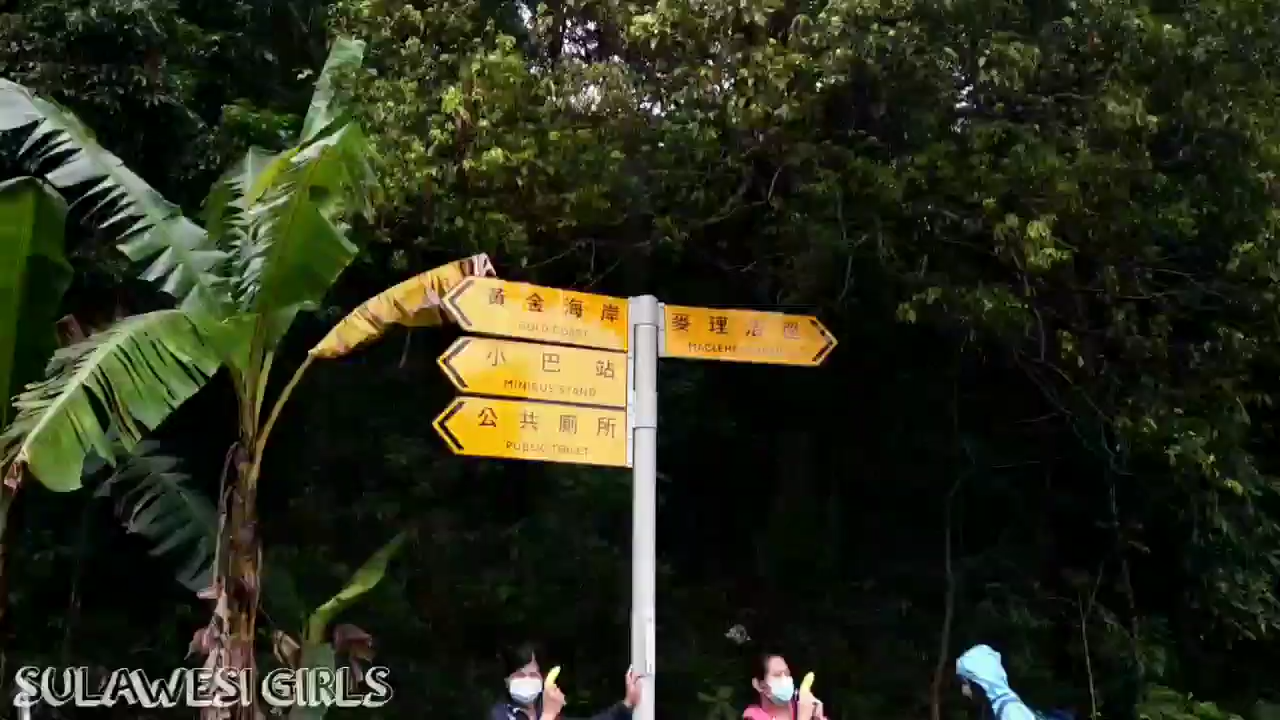 黃金海岸
GOLD COAST
小巴站
MINIBUS STAND
公共廁所
PUBLIC TOILET
麥理浩徑
SULAWESI GIRLS